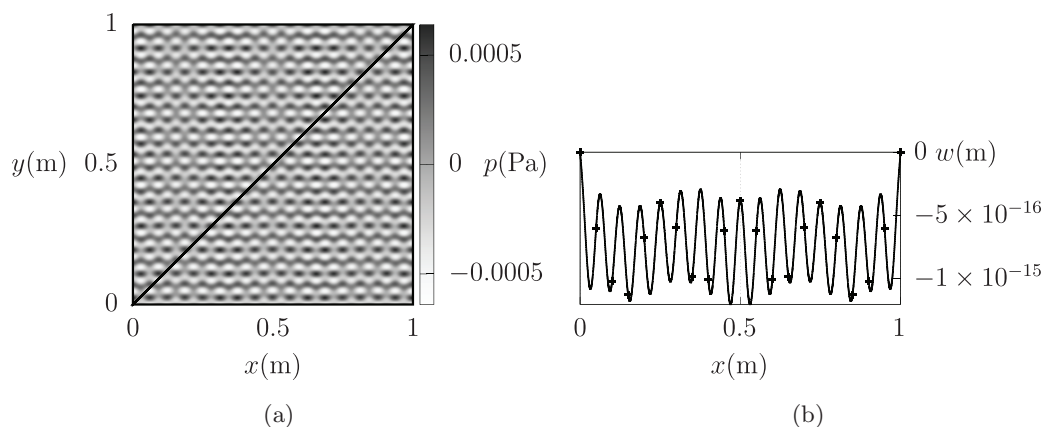 1
0.0005
y(m) 0.5
0 p(Pa)
−0.0005
0
0 0.5 1
x(m)
(a)
0 w(m)
−5 × 10⁻¹⁶
−1 × 10⁻¹⁵
0 0.5 1
x(m)
(b)